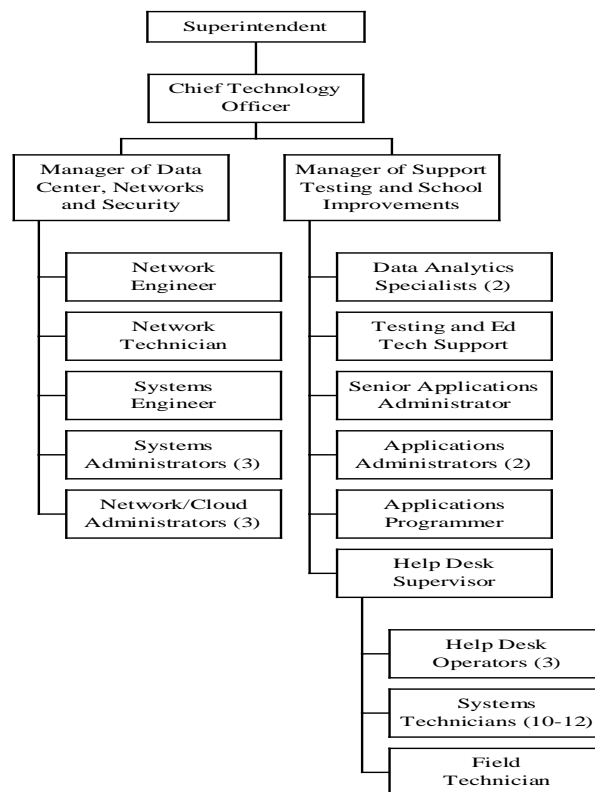 Superintendent
Chief Technology
Officer
Manager of Data
Center, Networks
and Security
Manager of Support
Testing and School
Improvements
Network
Engineer
Network
Technician
Systems
Engineer
Systems
Administrators (3)
Network/Cloud
Administrators (3)
Data Analytics
Specialists (2)
Testing and Ed
Tech Support
Senior Applications
Administrator
Applications
Administrators (2)
Applications
Programmer
Help Desk
Supervisor
Help Desk
Operators (3)
Systems
Technicians (10-12)
Field
Technician